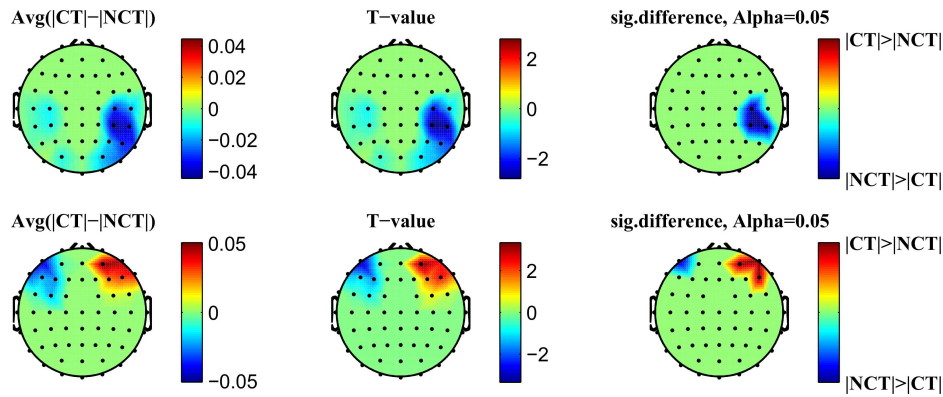 Avg(|CT|−|NCT|) T−value sig.difference, Alpha=0.05
|CT|>|NCT|
0.04
0.02
0
−0.02
−0.04
2
0
−2
|NCT|>|CT|
Avg(|CT|−|NCT|) T−value sig.difference, Alpha=0.05
|CT|>|NCT|
0.05
0
−0.05
2
0
−2
|NCT|>|CT|